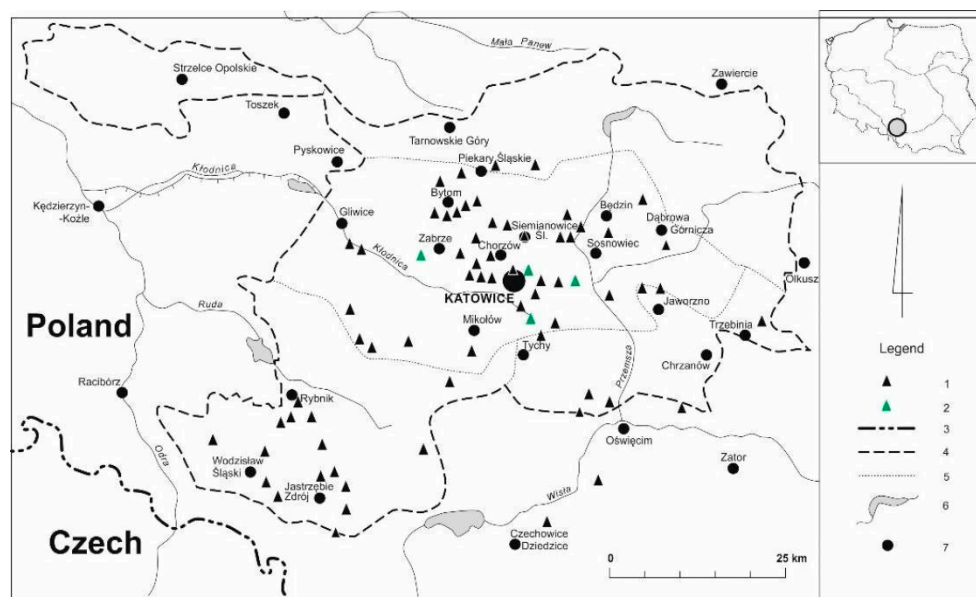 Mała Panew
Strzelce Opolskie
Zawiercie
Toszek
Tarnowskie Góry
Pyskowice
Piekary Śląskie
Kłodnica
Bytom
Kędzierzyn-
-Koźle
Gliwice
Siemianowice
Śl.
Będzin
Dąbrowa
Górnicza
Zabrze
Chorzów
Sosnowiec
Kłodnica
Olkusz
KATOWICE
Ruda
Jaworzno
Poland
Mikołów
Trzebinia
Tychy
Przemsza
Chrzanów
Racibórz
Rybnik
Oświęcim
Odra
Wodzisław
Śląski
Zator
Jastrzębie
Zdrój
Wisła
Czech
Czechowice
Dziedzice
0 25 km
Legend
1
2
3
4
5
6
7